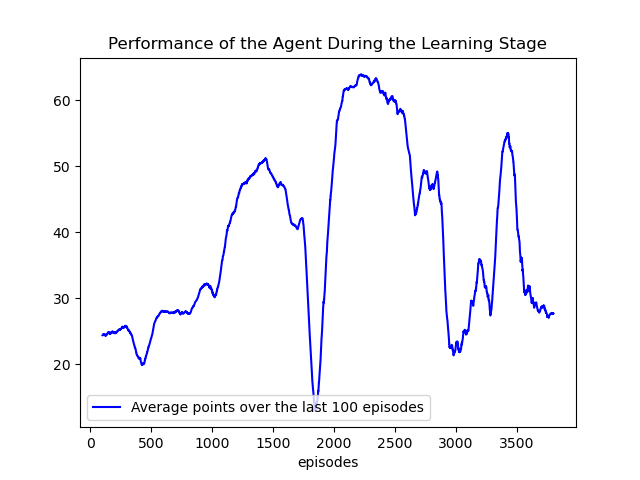 Performance of the Agent During the Learning Stage
60
50
40
30
20
Average points over the last 100 episodes
0 500 1000 1500 2000 2500 3000 3500
episodes